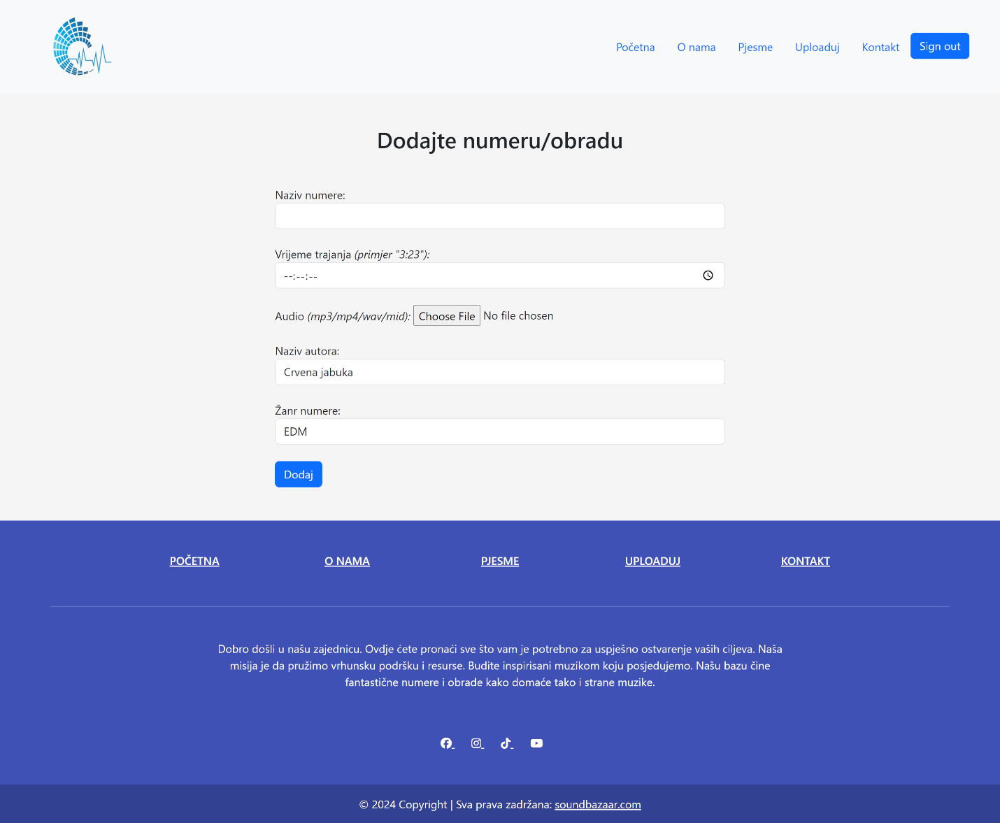 Početna O nama Pjesme Uploaduj Kontakt Sign out
Dodajte numeru/obradu
Naziv numere:
Vrijeme trajanja (primjer "3:23"):
--:--:--
Audio (mp3/mp4/wav/mid): Choose File No file chosen
Naziv autora:
Crvena jabuka
Žanr numere:
EDM
Dodaj
POČETNA O NAMA PJESME UPLOADUJ KONTAKT
Dobro došli u našu zajednicu. Ovdje ćete pronaći sve što vam je potrebno za uspješno ostvarenje vaših ciljeva. Naša
misija je da pružimo vrhunsku podršku i resurse. Budite inspirisani muzikom koju posjedujemo. Našu bazu čine
fantastične numere i obrade kako domaće tako i strane muzike.
© 2024 Copyright | Sva prava zadržana: soundbazaar.com